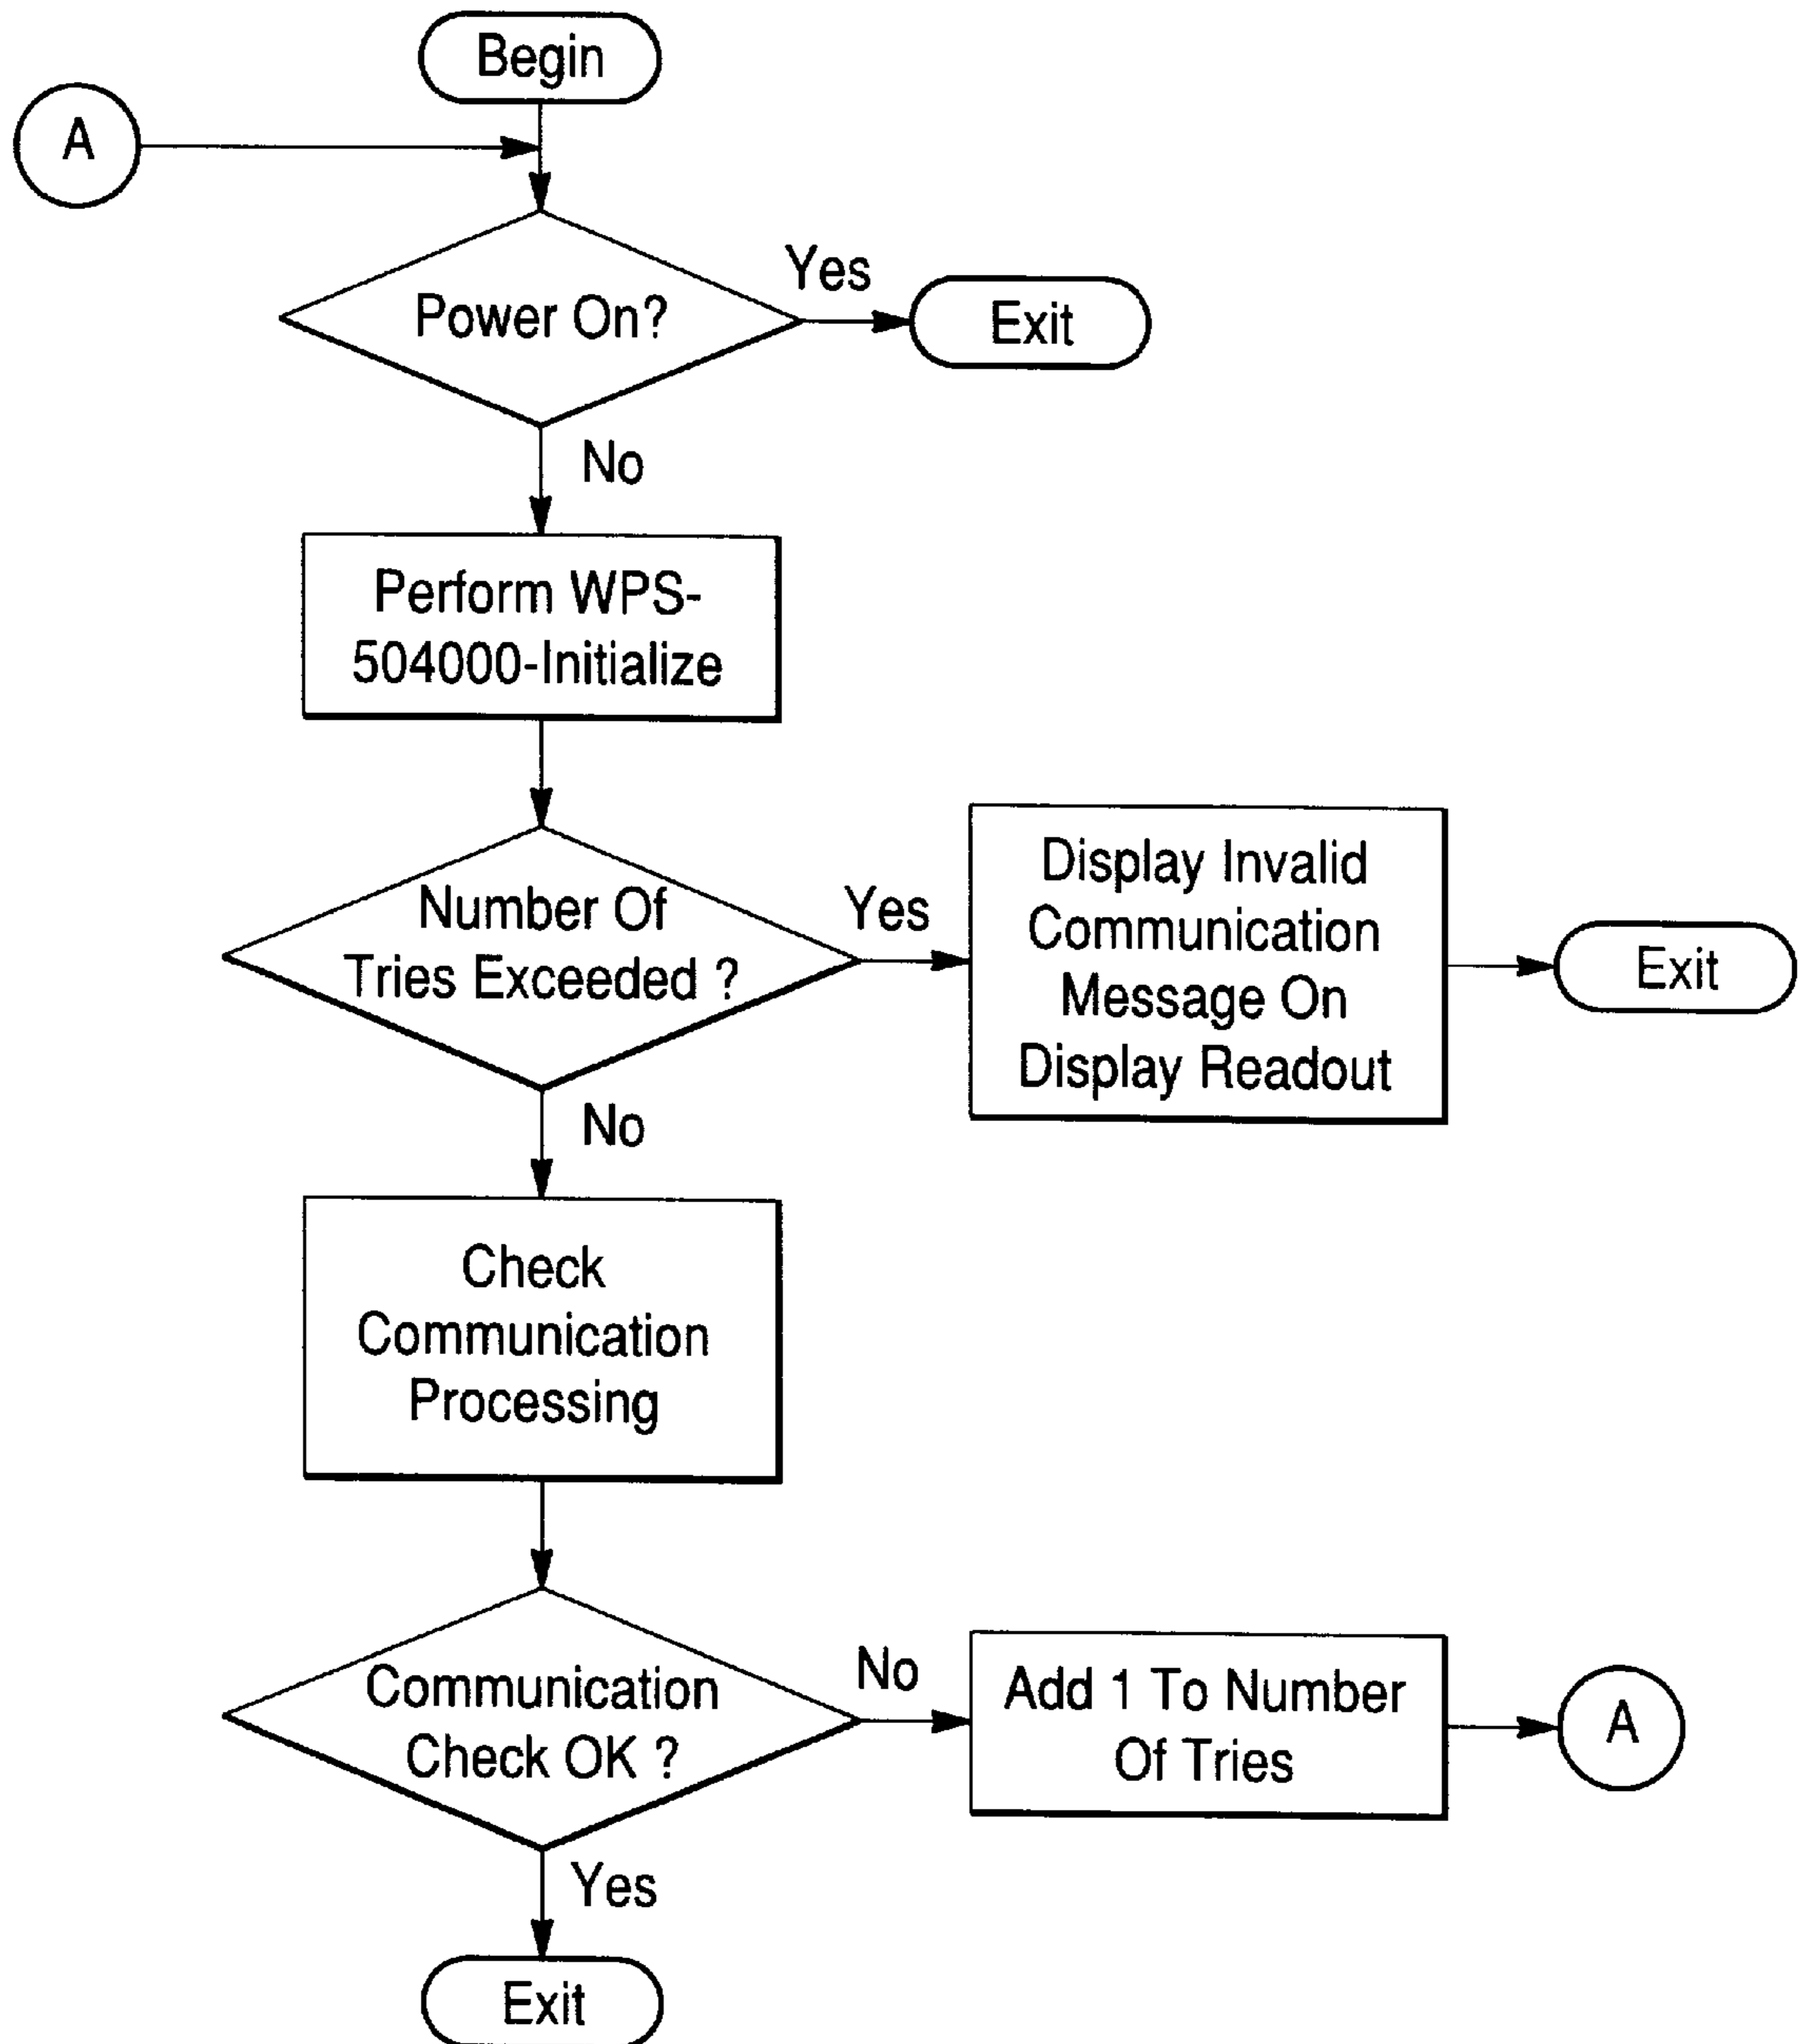 Begin
A
Power On?
Yes
Exit
No
Perform WPS-
504000-Initialize
Number Of
Tries Exceeded ?
Yes
Display Invalid
Communication
Message On
Display Readout
Exit
No
Check
Communication
Processing
Communication
Check OK ?
No
Add 1 To Number
Of Tries
A
Yes
Exit